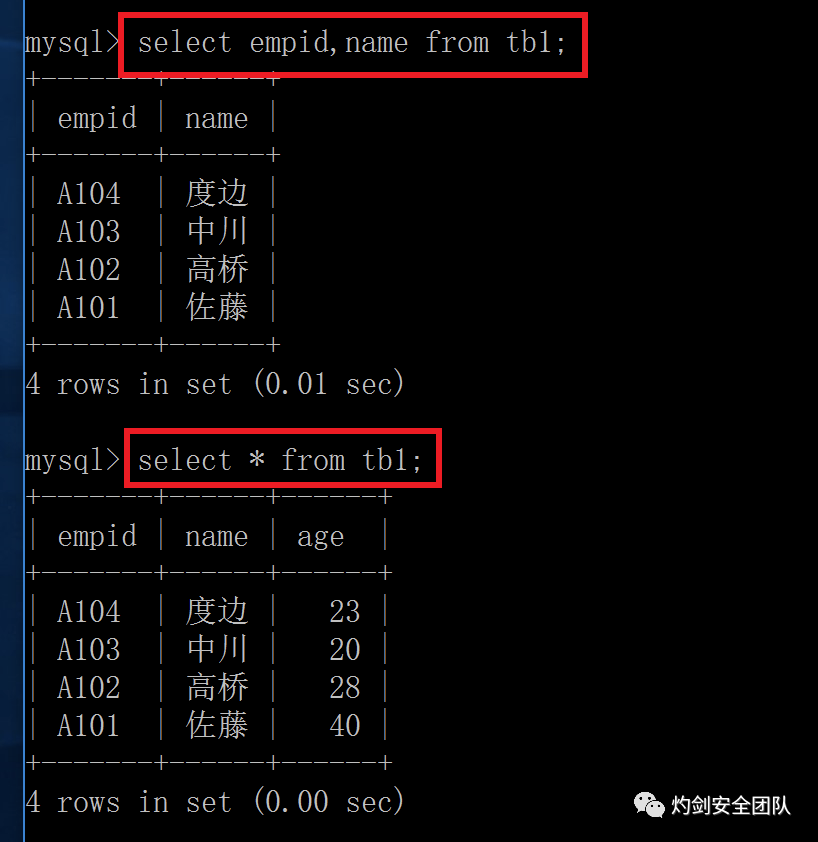 mysql> select empid,name from tb1;
+-------+------+
| empid | name |
+-------+------+
| A104 | 度边 |
| A103 | 中川 |
| A102 | 高桥 |
| A101 | 佐藤 |
+-------+------+
4 rows in set (0.01 sec)
mysql> select * from tb1;
+-------+------+------+
| empid | name | age |
+-------+------+------+
| A104 | 度边 | 23 |
| A103 | 中川 | 20 |
| A102 | 高桥 | 28 |
| A101 | 佐藤 | 40 |
+-------+------+------+
4 rows in set (0.00 sec)
灼剑安全团队